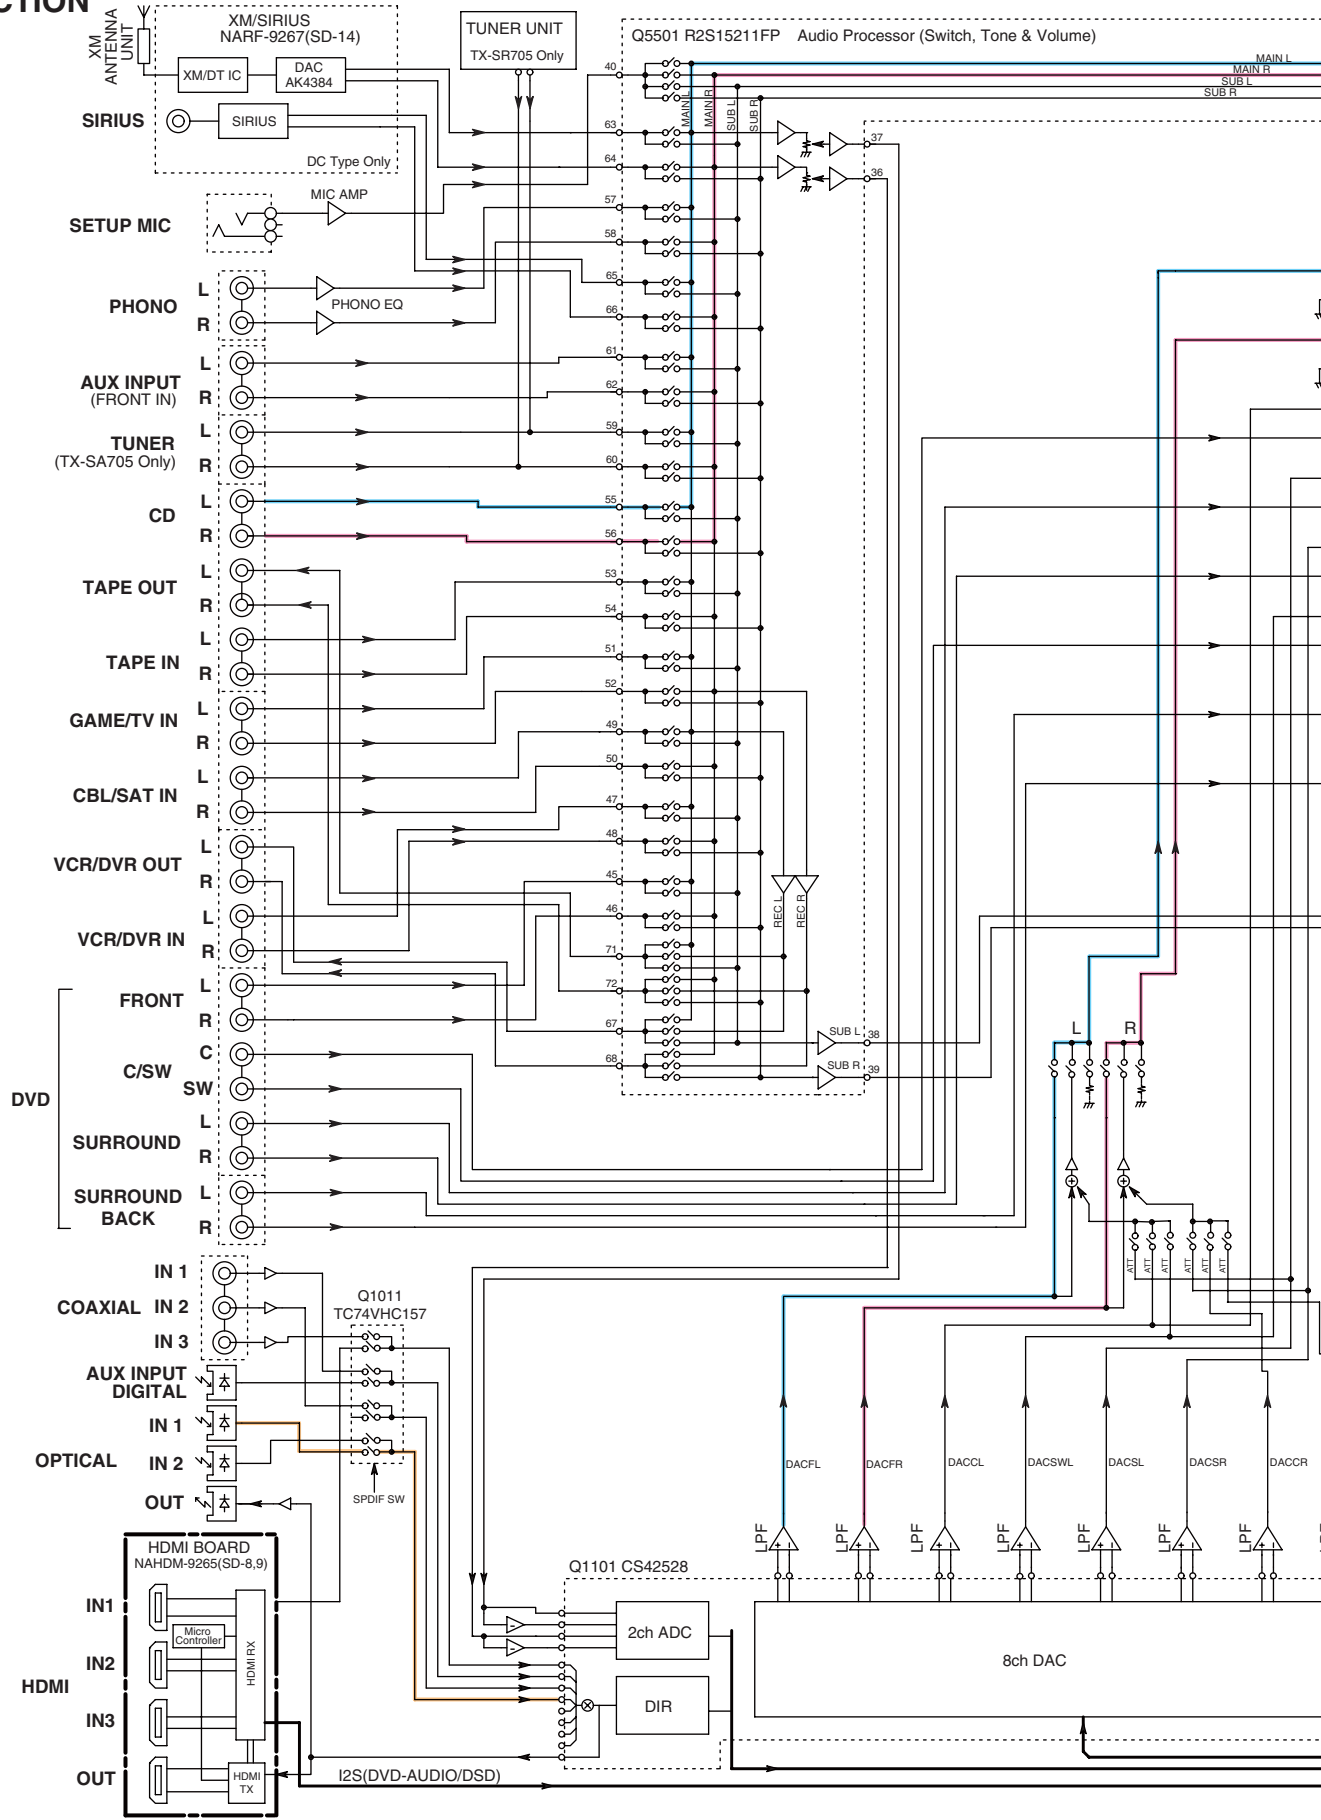 CTION
XM ANTENNA UNIT
XM/SIRIUS
NARF-9267(SD-14)
XM/DT IC
DAC
AK4384
SIRIUS
SIRIUS
DC Type Only
TUNER UNIT
TX-SR705 Only
Q5501 R2S15211FP Audio Processor (Switch, Tone & Volume)
MAIN L
MAIN R
SUB L
SUB R
MAIN L
MAIN R
SUB L
SUB R
40
63
64
57
58
65
66
61
62
59
60
55
56
53
54
51
52
49
50
47
48
45
46
71
72
67
68
37
36
38
39
REC L
REC R
SUB L
SUB R
SETUP MIC
MIC AMP
PHONO
L
R
PHONO EQ
AUX INPUT
(FRONT IN)
L
R
TUNER
(TX-SA705 Only)
L
R
CD
L
R
TAPE OUT
L
R
TAPE IN
L
R
GAME/TV IN
L
R
CBL/SAT IN
L
R
VCR/DVR OUT
L
R
VCR/DVR IN
L
R
DVD
FRONT
L
R
C/SW
C
SW
SURROUND
L
R
SURROUND
BACK
L
R
L
R
ATT
ATT
ATT
ATT
ATT
ATT
COAXIAL
IN 1
IN 2
IN 3
Q1011
TC74VHC157
AUX INPUT
DIGITAL
OPTICAL
IN 1
IN 2
OUT
SPDIF SW
DACFL
DACFR
DACCL
DACSWL
DACSL
DACSR
DACCR
LPF
LPF
LPF
LPF
LPF
LPF
LPF
+ -
+ -
+ -
+ -
+ -
+ -
+ -
HDMI BOARD
NAHDM-9265(SD-8,9)
HDMI
IN1
IN2
IN3
OUT
Micro
Controller
HDMI RX
HDMI
TX
I2S(DVD-AUDIO/DSD)
Q1101 CS42528
2ch ADC
DIR
8ch DAC